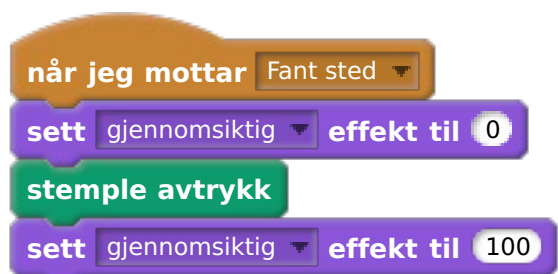 når jeg mottar Fant sted
sett gjennomsiktig effekt til 0
stemple avtrykk
sett gjennomsiktig effekt til 100